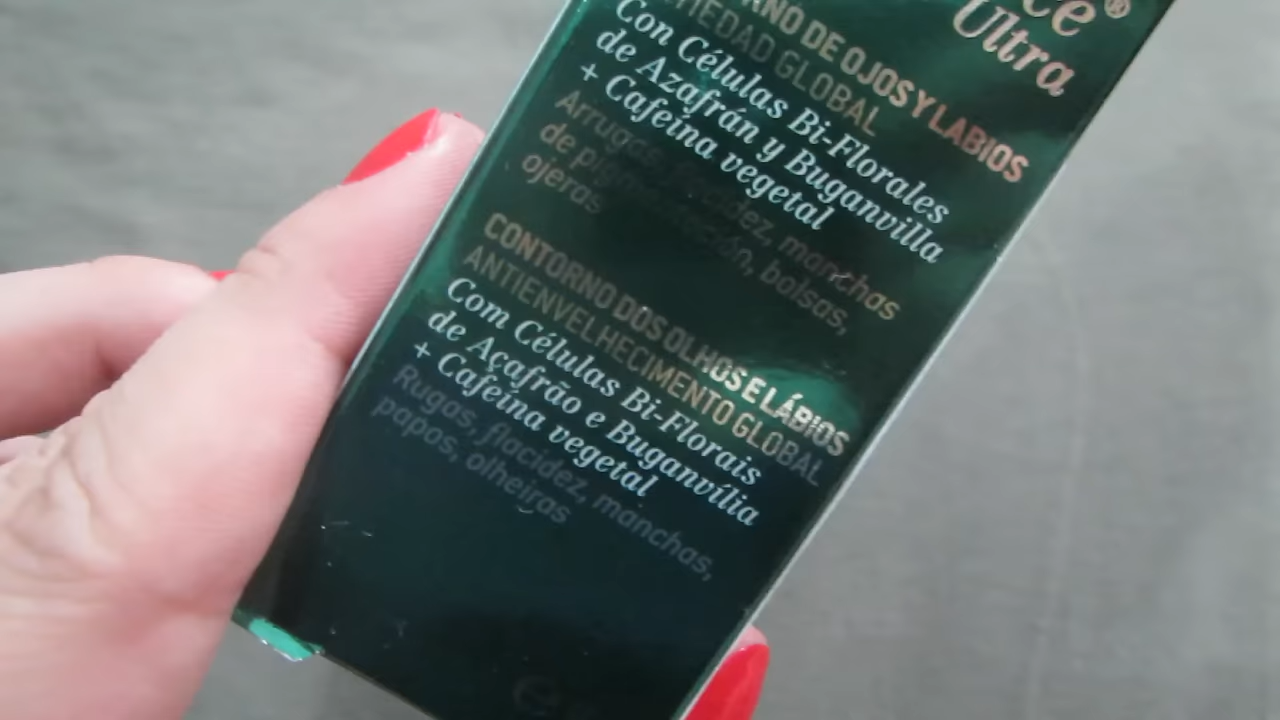 ce®
Ultra
RNO DE OJOS Y LABIOS
EDAD GLOBAL
Con Células Bi-Florales
de Azafrán y Buganvilla
+ Cafeína vegetal
Arrugas, flacidez, manchas
de pigmentación, bolsas,
ojeras
CONTORNO DOS OLHOS E LÁBIOS
ANTIENVELHECIMENTO GLOBAL
Com Células Bi-Florais
de Açafrão e Buganvília
+ Cafeína vegetal
Rugas, flacidez, manchas,
papos, olheiras